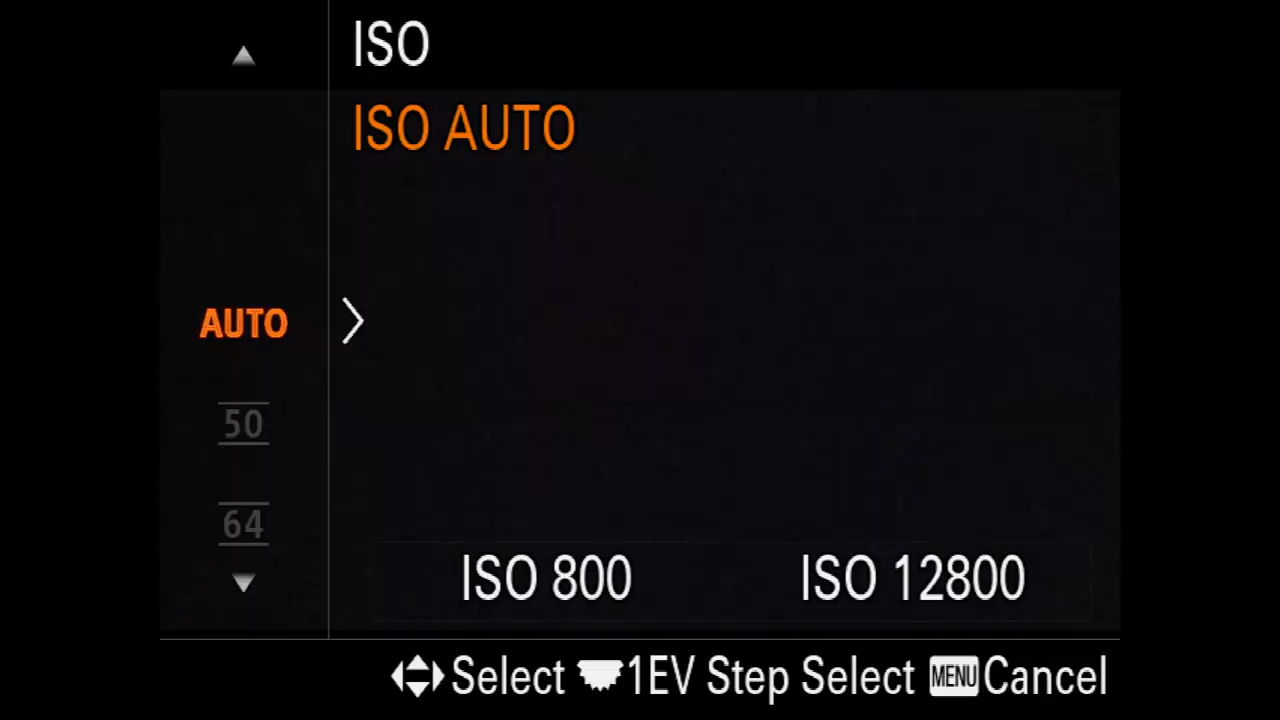 ISO
ISO AUTO
AUTO
50
64
ISO 800 ISO 12800
Select 1EV Step Select MENU Cancel